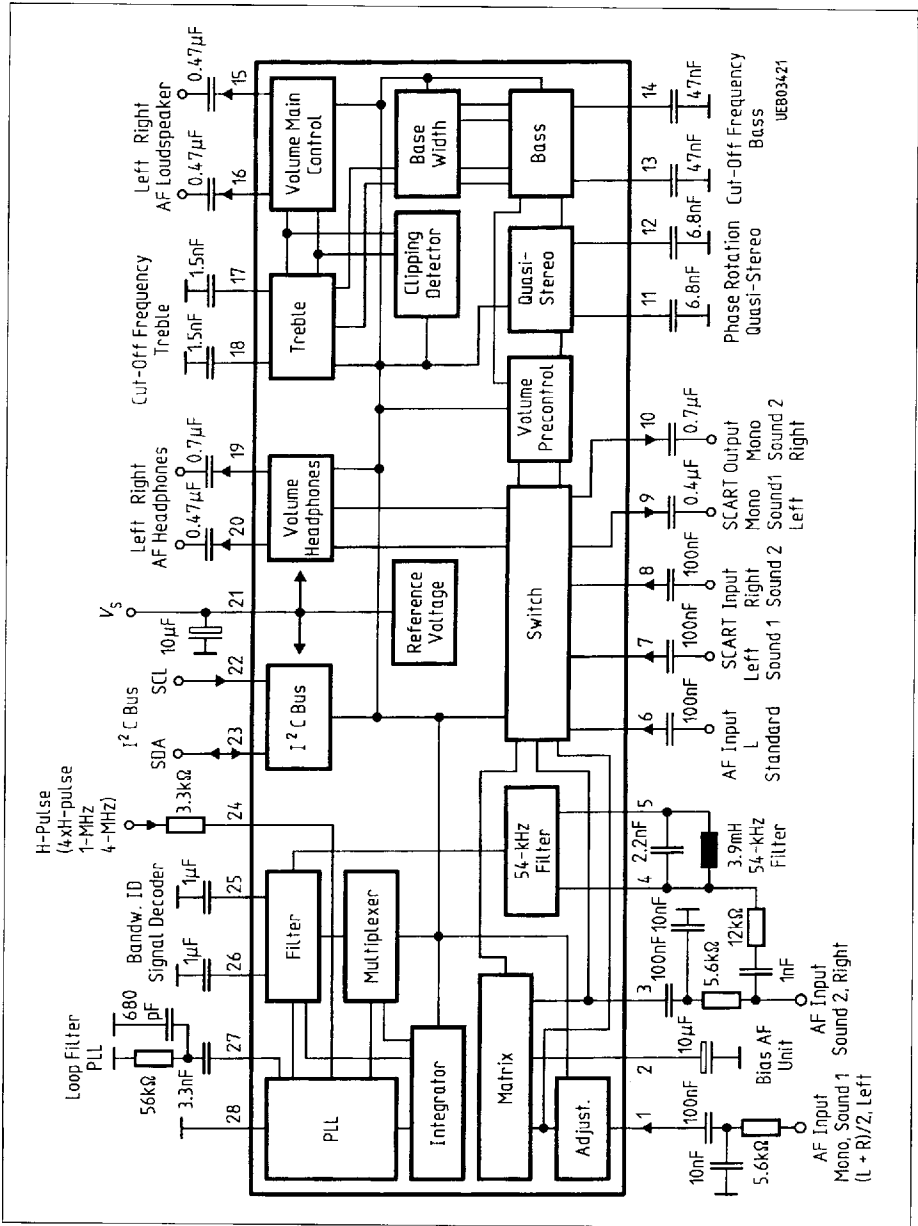 Loop Filter
PLL
56kΩ
680
pF
3.3nF
Bandw. ID
Signal Decoder
1µF
1µF
H-Pulse
(4xH-pulse
1-MHz
4-MHz)
3.3kΩ
I²C Bus
SDA
SCL
Vs
10µF
Left Right
AF Headphones
0.47µF
0.7µF
Cut-Off Frequency
Treble
1.5nF
1.5nF
Left Right
AF Loudspeaker
0.47µF
0.47µF
28
27
26
25
24
23
22
21
20
19
18
17
16
15
PLL
Filter
Multiplexer
Integrator
I²C Bus
Reference
Voltage
Volume
Headphones
Treble
Clipping
Detector
Volume Main
Control
Base
Width
Matrix
Adjust.
54-kHz
Filter
Switch
Volume
Precontrol
Quasi-
Stereo
Bass
1
2
3
4
5
6
7
8
9
10
11
12
13
14
10nF
100nF
5.6kΩ
AF Input
Mono, Sound 1
(L + R)/2, Left
10µF
Bias AF
Unit
100nF
10nF
5.6kΩ
12kΩ
1nF
AF Input
Sound 2, Right
2.2nF
3.9mH
54-kHz
Filter
100nF
AF Input
L
Standard
100nF
100nF
SCART Input
Left Right
Sound 1 Sound 2
0.4µF
0.7µF
SCART Output
Mono Mono
Sound1 Sound 2
Left Right
6.8nF
6.8nF
Phase Rotation
Quasi-Stereo
47nF
47nF
Cut-Off Frequency
Bass
UEB03421